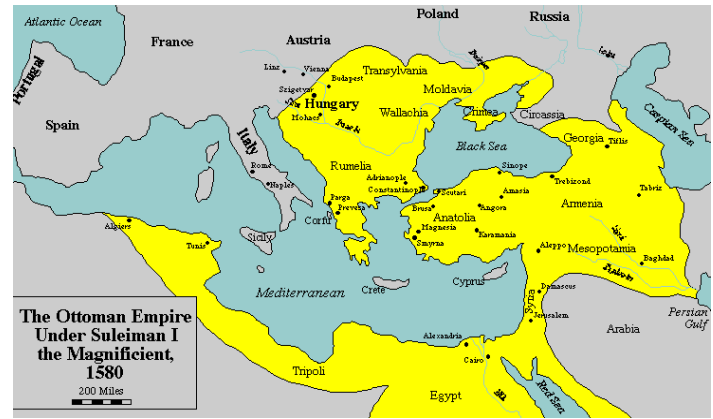 Atlantic Ocean
Portugal
Spain
France
Austria
Poland
Russia
Linz
Vienna
Budapest
Szigetvar
Hungary
Mohacs
Transylvania
Moldavia
Wallachia
Crimea
Circassia
Caspian Sea
Black Sea
Georgia
Tiflis
Italy
Rome
Naples
Rumelia
Adrianople
Constantinople
Scutari
Sinope
Amasia
Trebizond
Tabriz
Armenia
Parga
Prevesa
Corfu
Brusa
Angora
Anatolia
Magnesia
Smyrna
Karamania
Aleppo
Mesopotamia
Baghdad
Algiers
Tunis
Sicily
Crete
Cyprus
Mediterranean
Syria
Damascus
Jerusalem
Persian
Gulf
Arabia
Alexandria
Cairo
Tripoli
Egypt
Red Sea
The Ottoman Empire
Under Suleiman I
the Magnificient,
1580
200 Miles